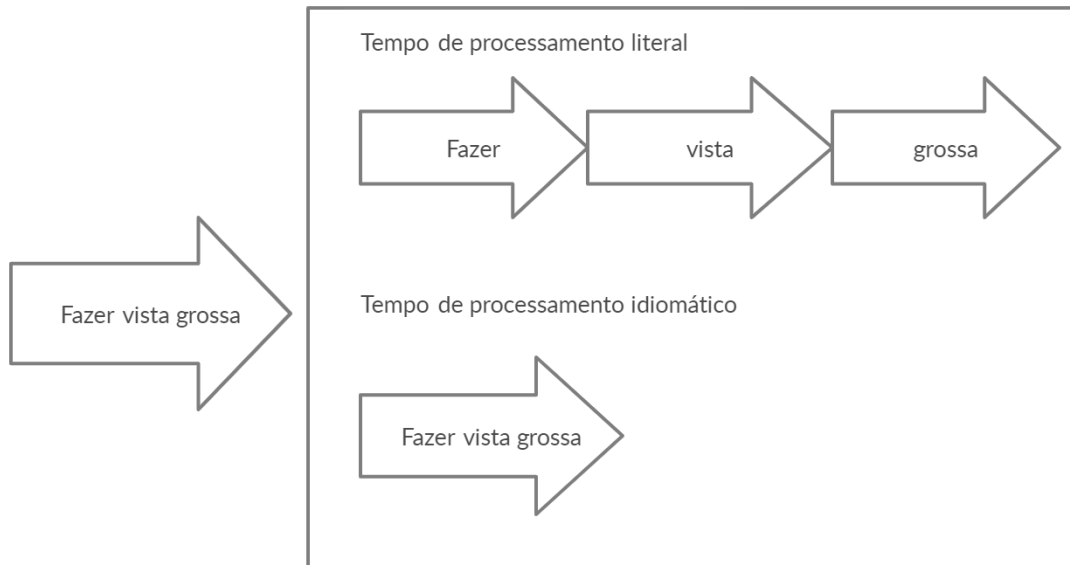 Tempo de processamento literal
Fazer
vista
grossa
Fazer vista grossa
Tempo de processamento idiomático
Fazer vista grossa